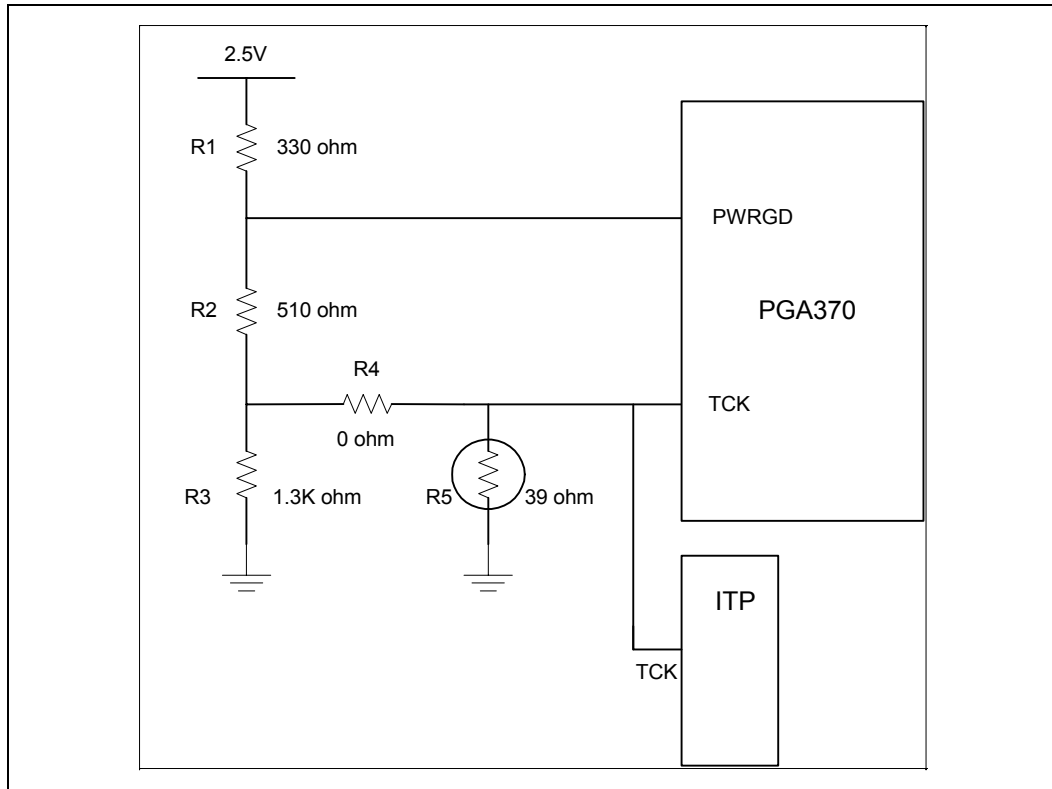 2.5V
R1 330 ohm
PWRGD
R2 510 ohm
PGA370
R4
TCK
0 ohm
R3 1.3K ohm
R5 39 ohm
ITP
TCK